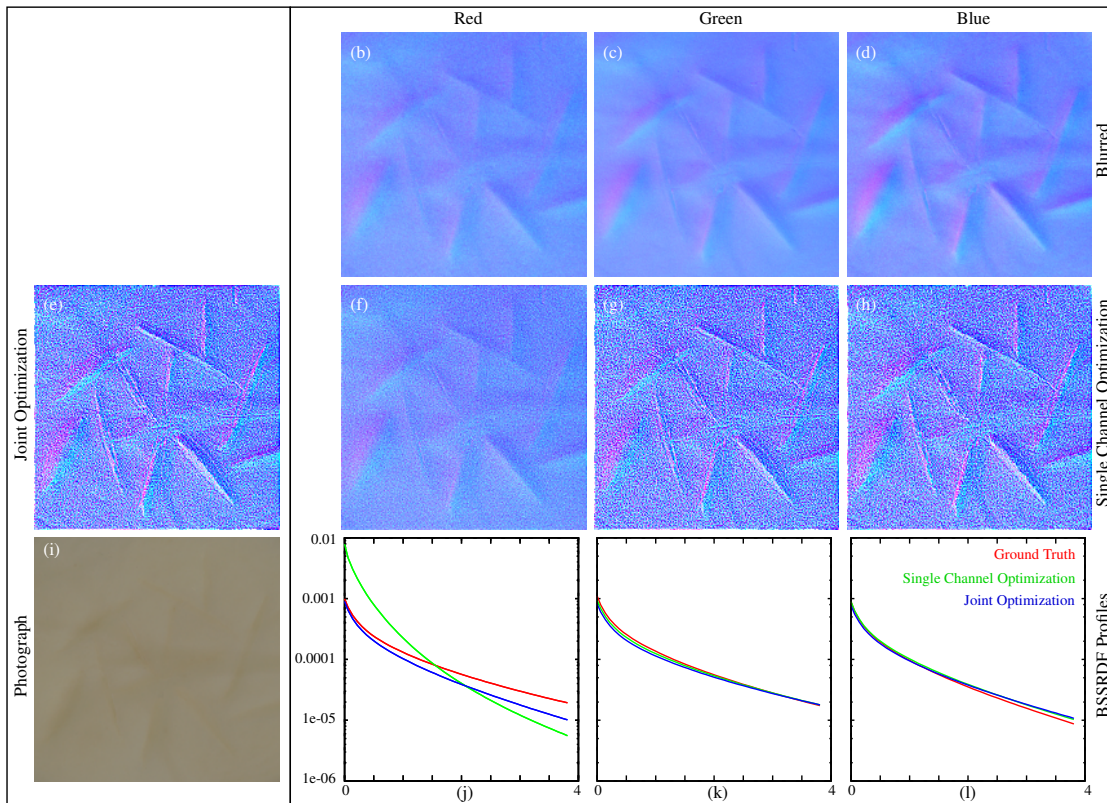 Red Green Blue
(b) (c) (d)
Blurred
(e) (f) (g) (h)
Joint Optimization
Single Channel Optimization
(i)
Photograph
0.01
0.001
0.0001
1e-05
1e-06
0 (j) 4
0 (k) 4
Ground Truth
Single Channel Optimization
Joint Optimization
0 (l) 4
BSSRDF Profiles